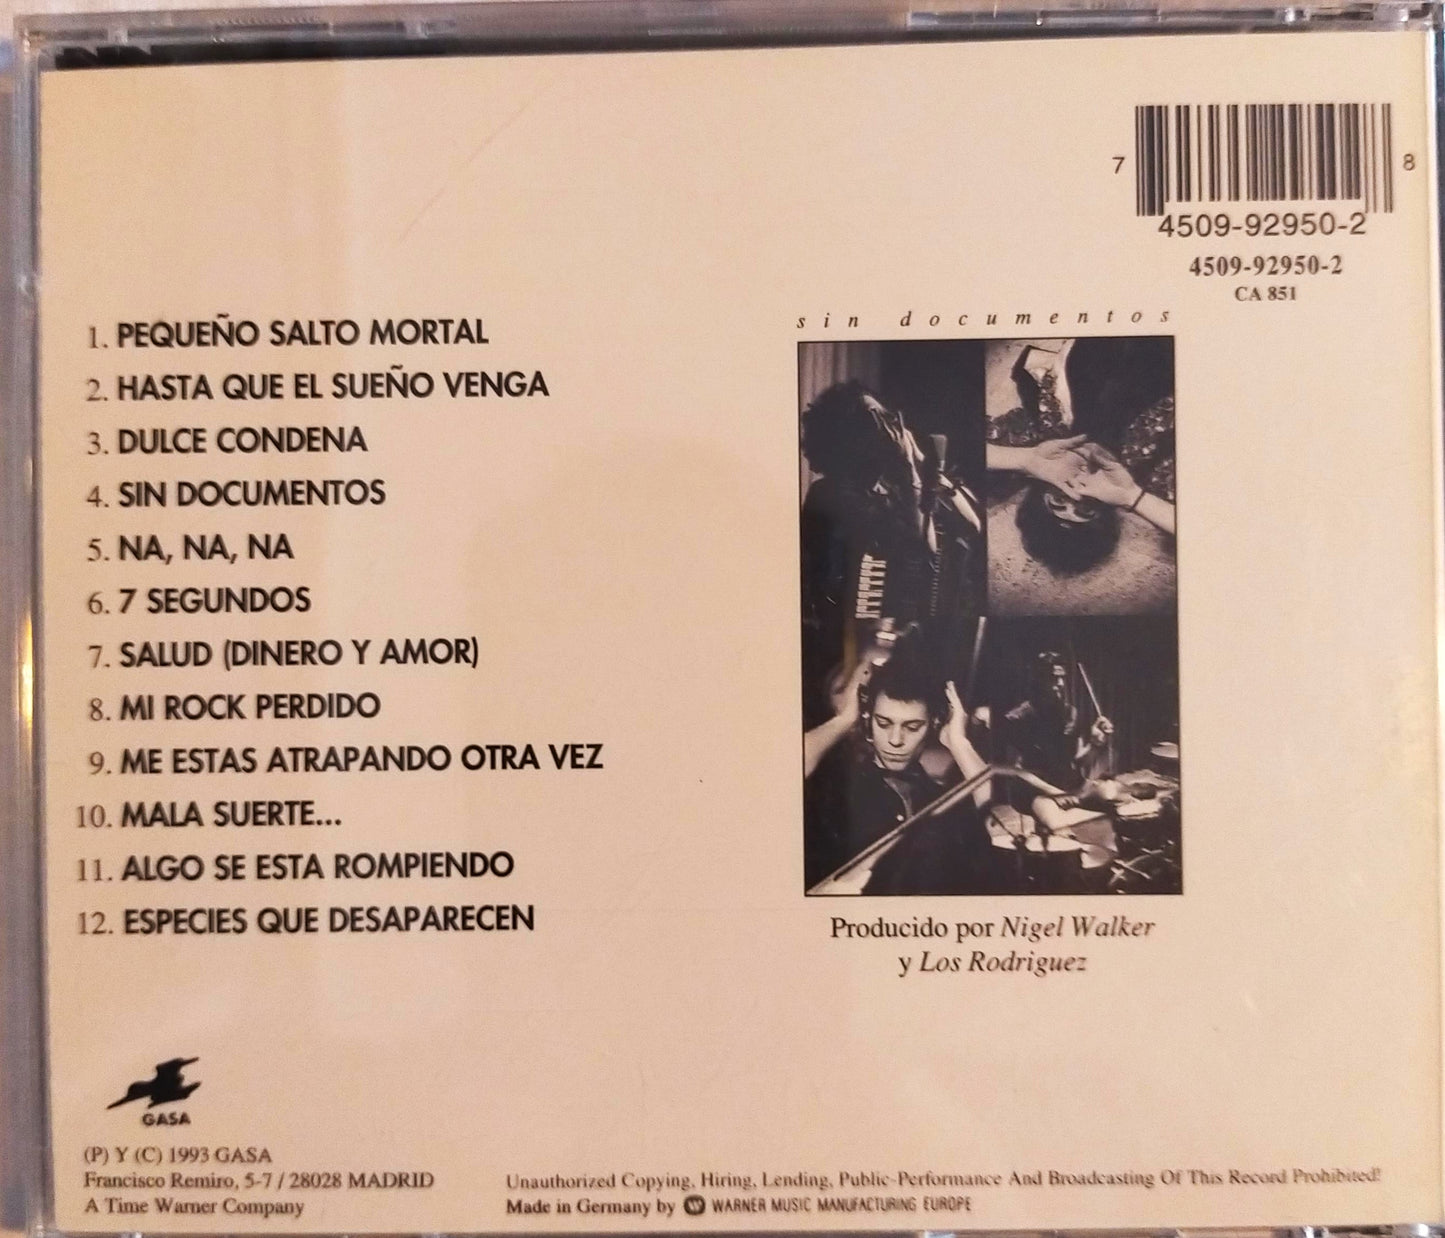 7 4509-92950-2 8
4509-92950-2
CA 851
1. PEQUEÑO SALTO MORTAL
2. HASTA QUE EL SUEÑO VENGA
3. DULCE CONDENA
4. SIN DOCUMENTOS
5. NA, NA, NA
6. 7 SEGUNDOS
7. SALUD (DINERO Y AMOR)
8. MI ROCK PERDIDO
9. ME ESTAS ATRAPANDO OTRA VEZ
10. MALA SUERTE...
11. ALGO SE ESTA ROMPIENDO
12. ESPECIES QUE DESAPARECEN
sin documentos
Producido por Nigel Walker
y Los Rodriguez
GASA
(P) Y (C) 1993 GASA
Francisco Remiro, 5-7 / 28028 MADRID
A Time Warner Company
Unauthorized Copying, Hiring, Lending, Public-Performance And Broadcasting Of This Record Prohibited!
Made in Germany by WARNER MUSIC MANUFACTURING EUROPE